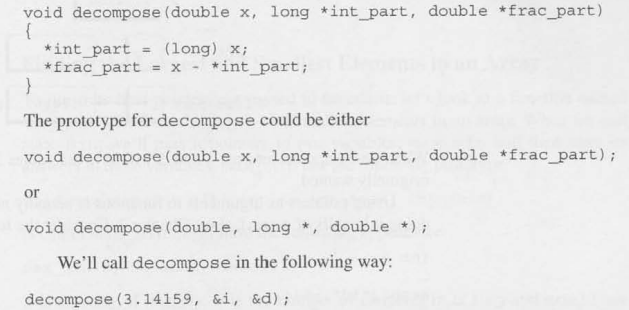 void decompose(double x, long *int_part, double *frac_part)
{
  *int_part = (long) x;
  *frac_part = x - *int_part;
}
The prototype for decompose could be either
void decompose(double x, long *int_part, double *frac_part);
or
void decompose(double, long *, double *);
We'll call decompose in the following way:
decompose(3.14159, &i, &d);